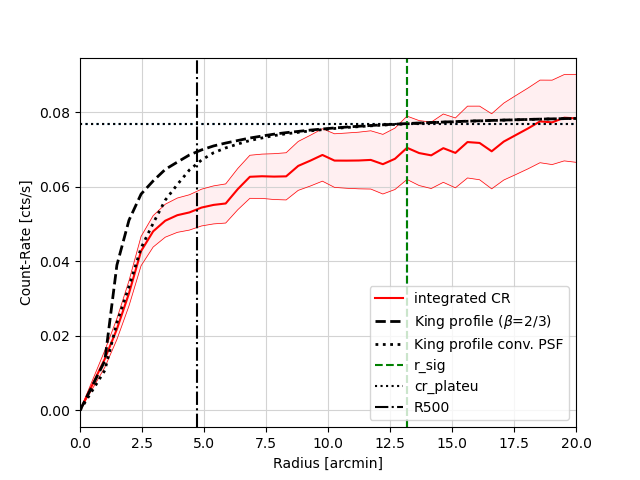 0.08
0.06
0.04
0.02
0.00
Count-Rate [cts/s]
integrated CR
King profile (β=2/3)
King profile conv. PSF
r_sig
cr_plateu
R500
0.0 2.5 5.0 7.5 10.0 12.5 15.0 17.5 20.0
Radius [arcmin]